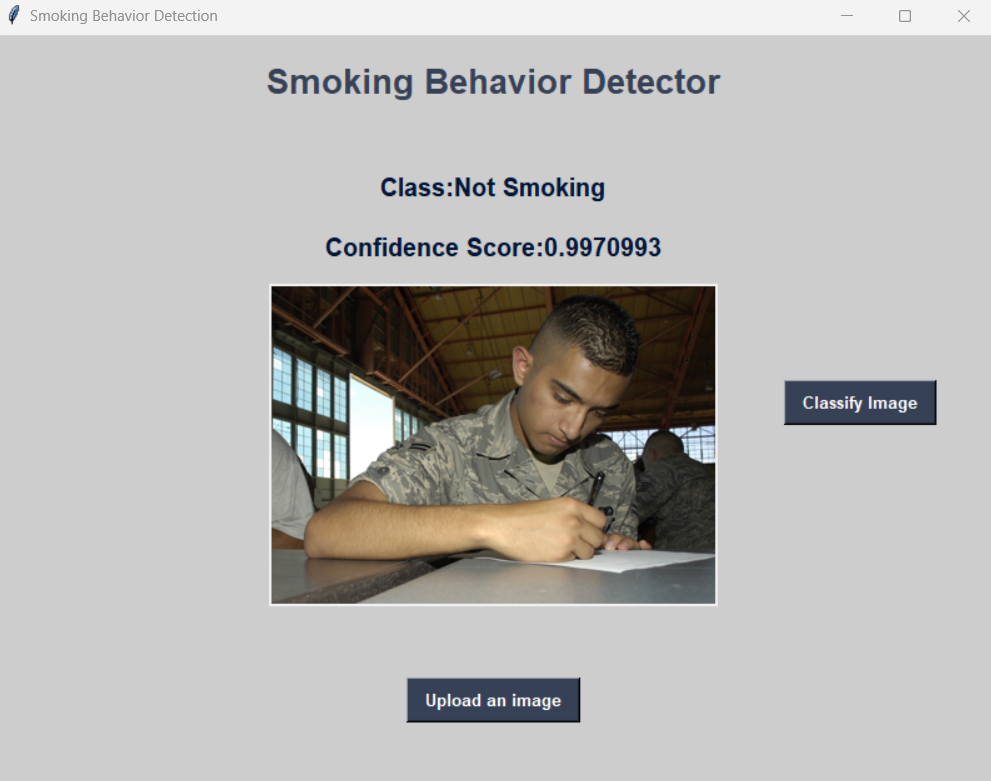 Smoking Behavior Detection
Smoking Behavior Detector
Class:Not Smoking
Confidence Score:0.9970993
Classify Image
Upload an image